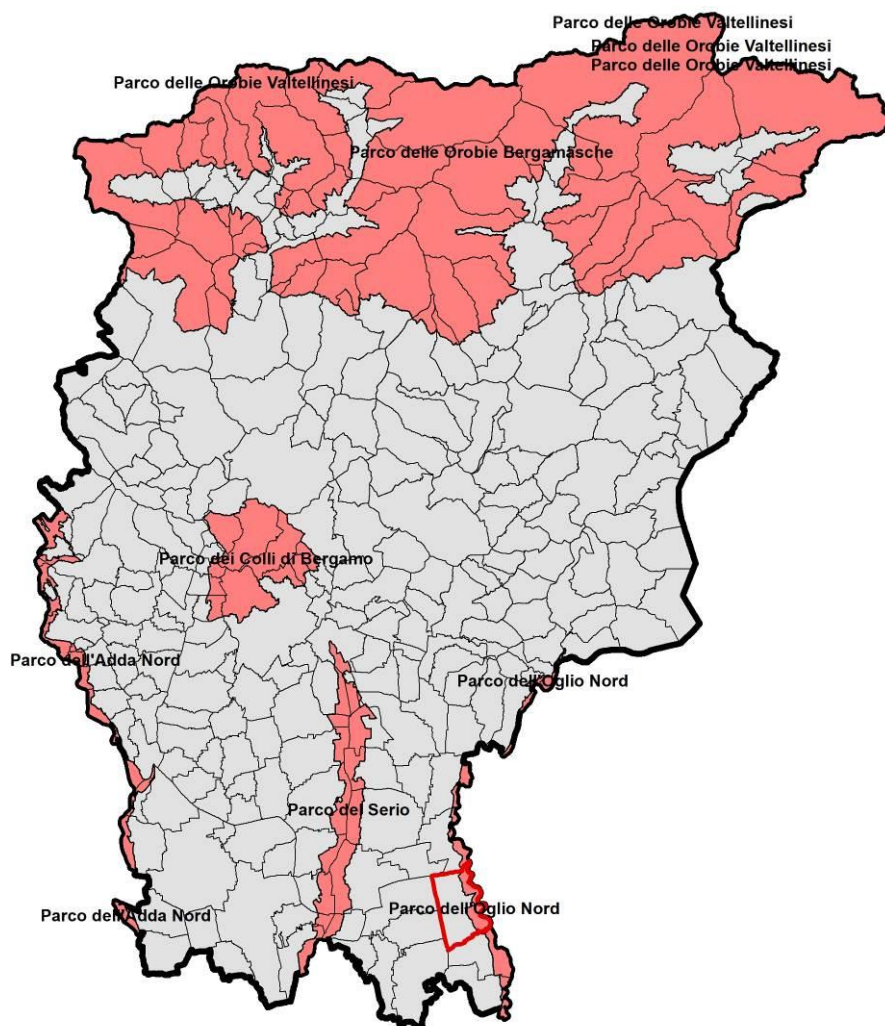 Parco delle Orobie Valtellinesi
Parco delle Orobie Valtellinesi
Parco delle Orobie Valtellinesi
Parco delle Orobie Valtellinesi
Parco delle Orobie Bergamasche
Parco dei Colli di Bergamo
Parco dell'Adda Nord
Parco dell'Oglio Nord
Parco del Serio
Parco dell'Adda Nord
Parco dell'Oglio Nord